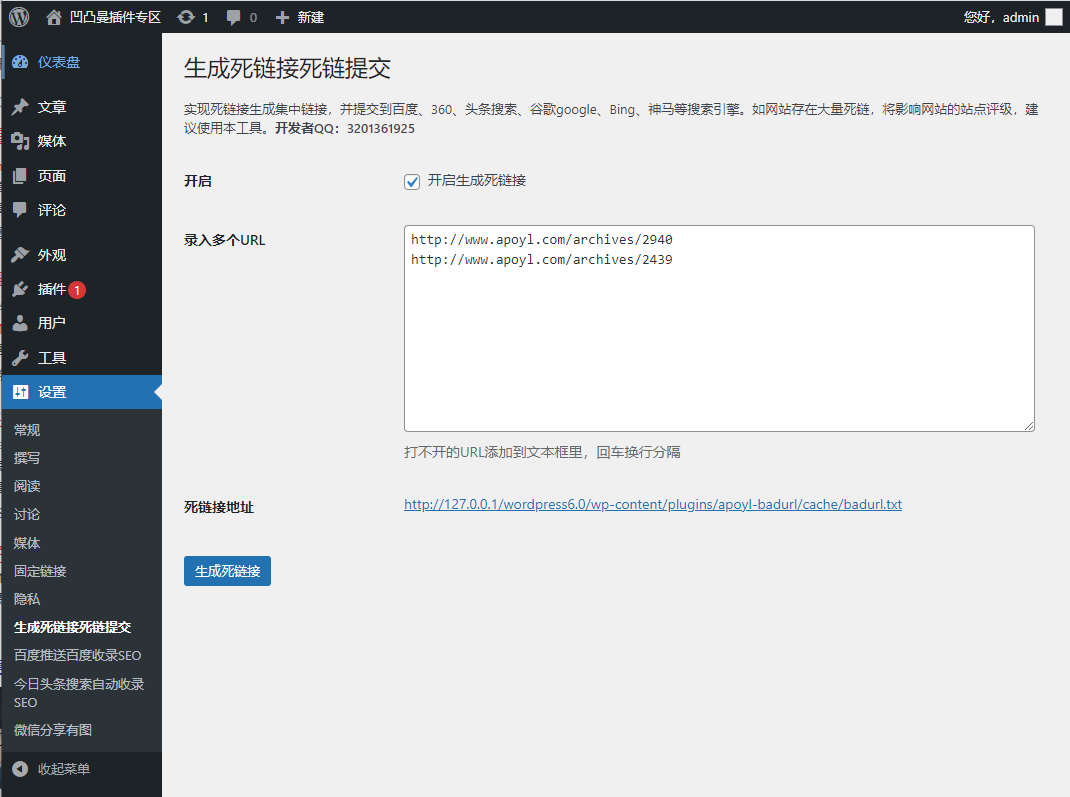 凹凸曼插件专区 1 0 新建 您好，admin
仪表盘
文章
媒体
页面
评论
外观
插件 1
用户
工具
设置
常规
撰写
阅读
讨论
媒体
固定链接
隐私
生成死链接死链提交
百度推送百度收录SEO
今日头条搜索自动收录
SEO
微信分享有图
收起菜单
生成死链接死链提交
实现死链接生成集中链接，并提交到百度、360、头条搜索、谷歌google、Bing、神马等搜索引擎。如网站存在大量死链，将影响网站的站点评级，建
议使用本工具。开发者QQ：3201361925
开启 开启生成死链接
录入多个URL
http://www.apoyl.com/archives/2940
http://www.apoyl.com/archives/2439
打不开的URL添加到文本框里，回车换行分隔
死链接地址 http://127.0.0.1/wordpress6.0/wp-content/plugins/apoyl-badurl/cache/badurl.txt
生成死链接